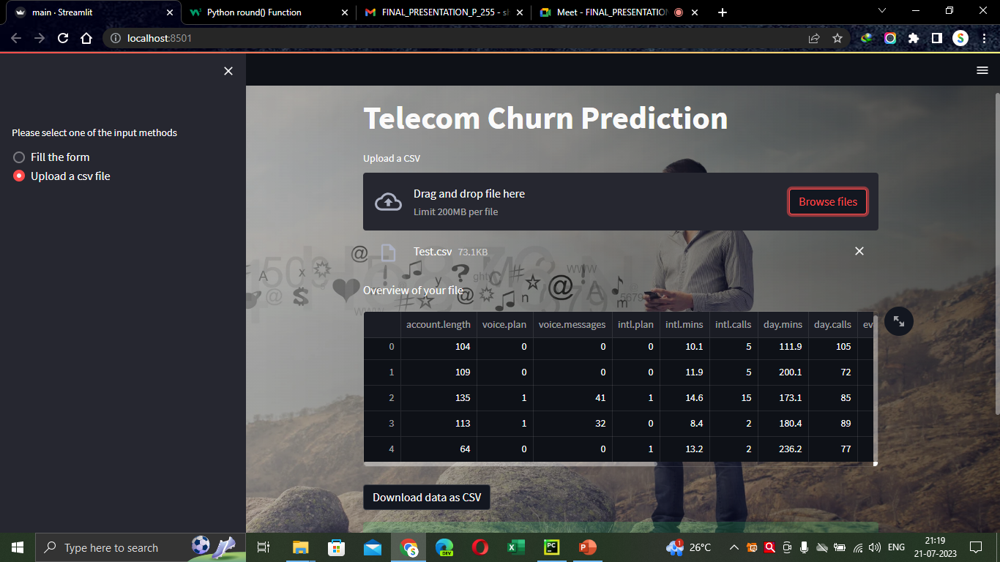 main · Streamlit
Python round() Function
FINAL_PRESENTATION_P_255 - s
Meet - FINAL_PRESENTATION
localhost:8501
Please select one of the input methods
Fill the form
Upload a csv file
Telecom Churn Prediction
Upload a CSV
Drag and drop file here
Limit 200MB per file
Browse files
Test.csv 73.1KB
Overview of your file
account.length voice.plan voice.messages intl.plan intl.mins intl.calls day.mins day.calls ev
0 104 0 0 0 10.1 5 111.9 105
1 109 0 0 0 11.9 5 200.1 72
2 135 1 41 1 14.6 15 173.1 85
3 113 1 32 0 8.4 2 180.4 89
4 64 0 0 1 13.2 2 236.2 77
Download data as CSV
Type here to search
DEV
PC
1
26°C
ENG
21:19
21-07-2023